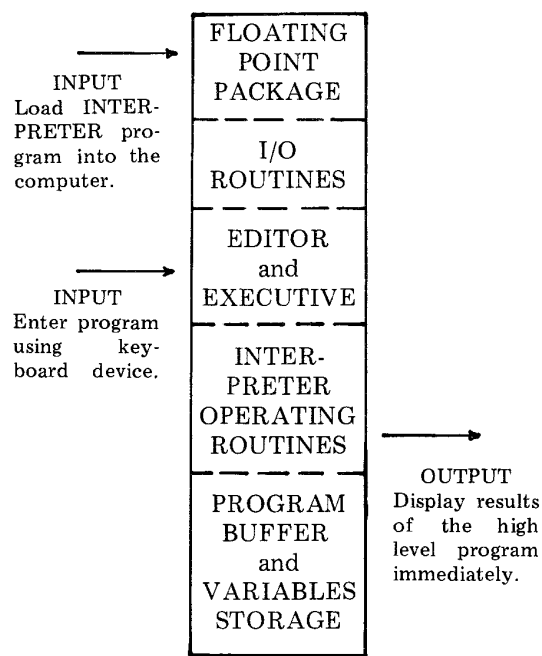 FLOATING
POINT
PACKAGE
INPUT
Load INTER-
PRETER pro-
gram into the
computer.
I/O
ROUTINES
EDITOR
and
EXECUTIVE
INPUT
Enter program
using key-
board device.
INTER-
PRETER
OPERATING
ROUTINES
OUTPUT
Display results
of the high
level program
immediately.
PROGRAM
BUFFER
and
VARIABLES
STORAGE